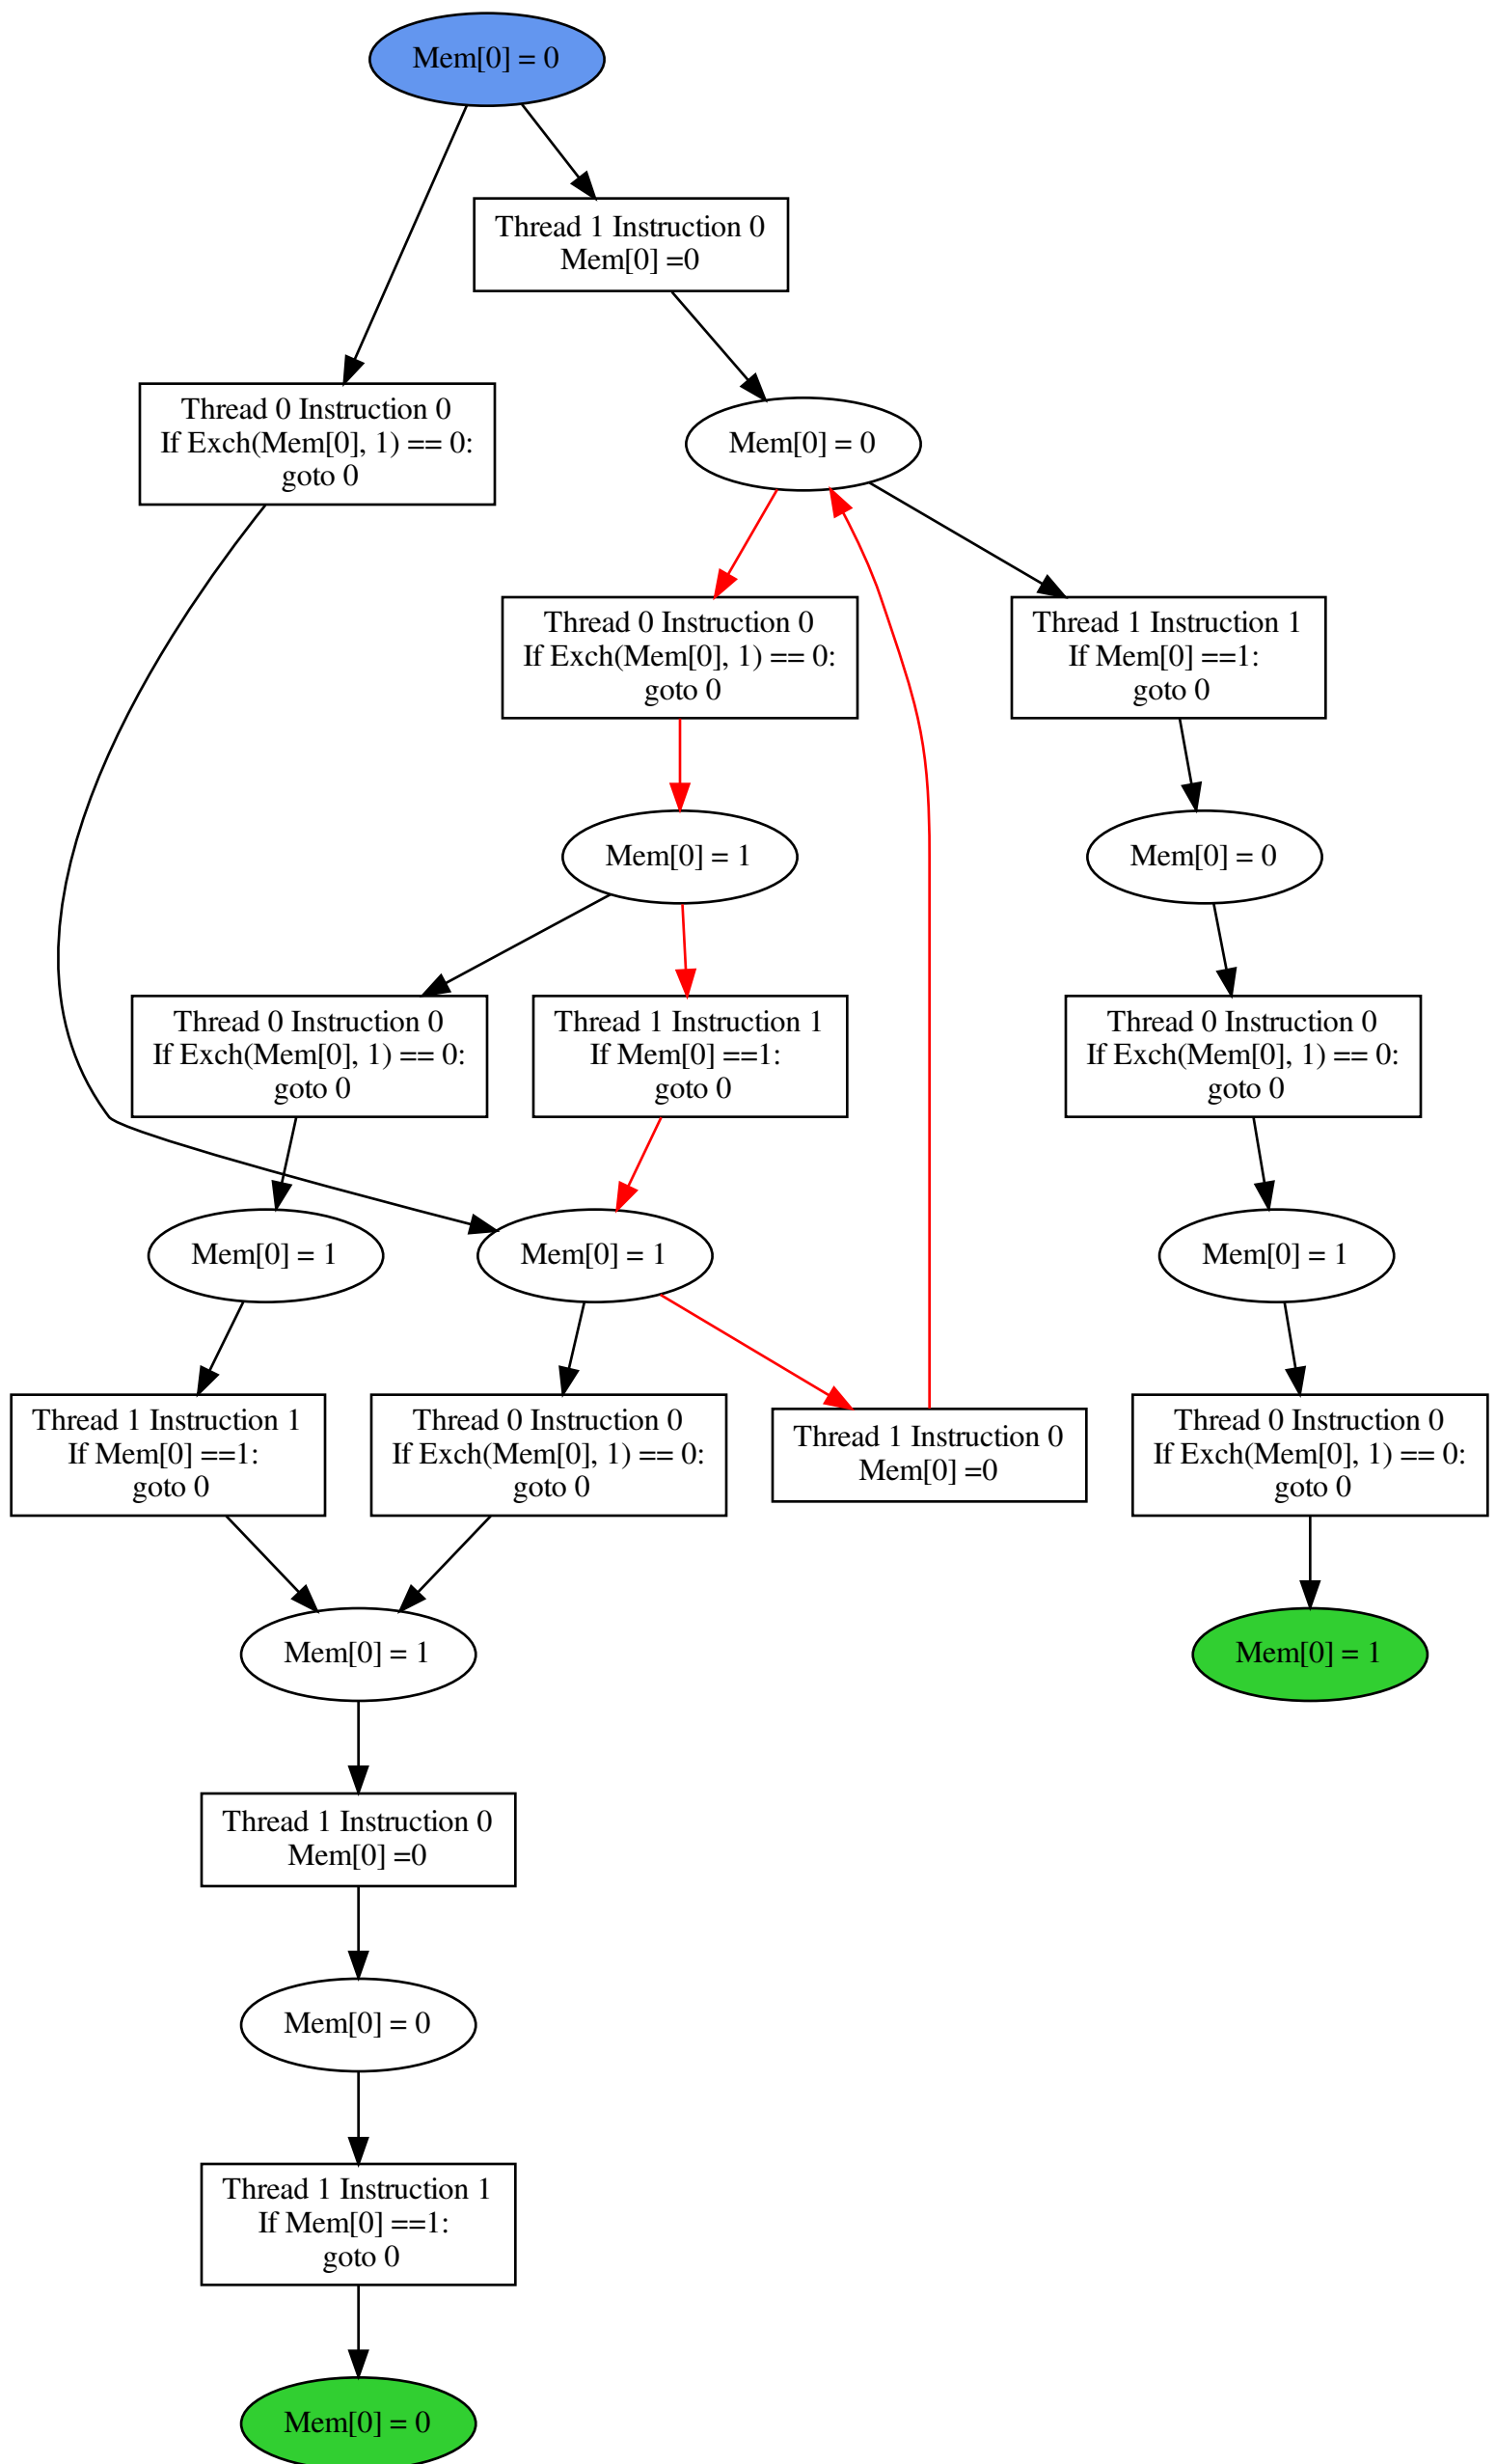 Mem[0] = 0
Thread 1 Instruction 0
Mem[0] =0
Thread 0 Instruction 0
If Exch(Mem[0], 1) == 0:
goto 0
Mem[0] = 0
Thread 0 Instruction 0
If Exch(Mem[0], 1) == 0:
goto 0
Thread 1 Instruction 1
If Mem[0] ==1:
goto 0
Mem[0] = 1
Mem[0] = 0
Thread 0 Instruction 0
If Exch(Mem[0], 1) == 0:
goto 0
Thread 1 Instruction 1
If Mem[0] ==1:
goto 0
Thread 0 Instruction 0
If Exch(Mem[0], 1) == 0:
goto 0
Mem[0] = 1
Mem[0] = 1
Mem[0] = 1
Thread 1 Instruction 1
If Mem[0] ==1:
goto 0
Thread 0 Instruction 0
If Exch(Mem[0], 1) == 0:
goto 0
Thread 1 Instruction 0
Mem[0] =0
Thread 0 Instruction 0
If Exch(Mem[0], 1) == 0:
goto 0
Mem[0] = 1
Mem[0] = 1
Thread 1 Instruction 0
Mem[0] =0
Mem[0] = 0
Thread 1 Instruction 1
If Mem[0] ==1:
goto 0
Mem[0] = 0